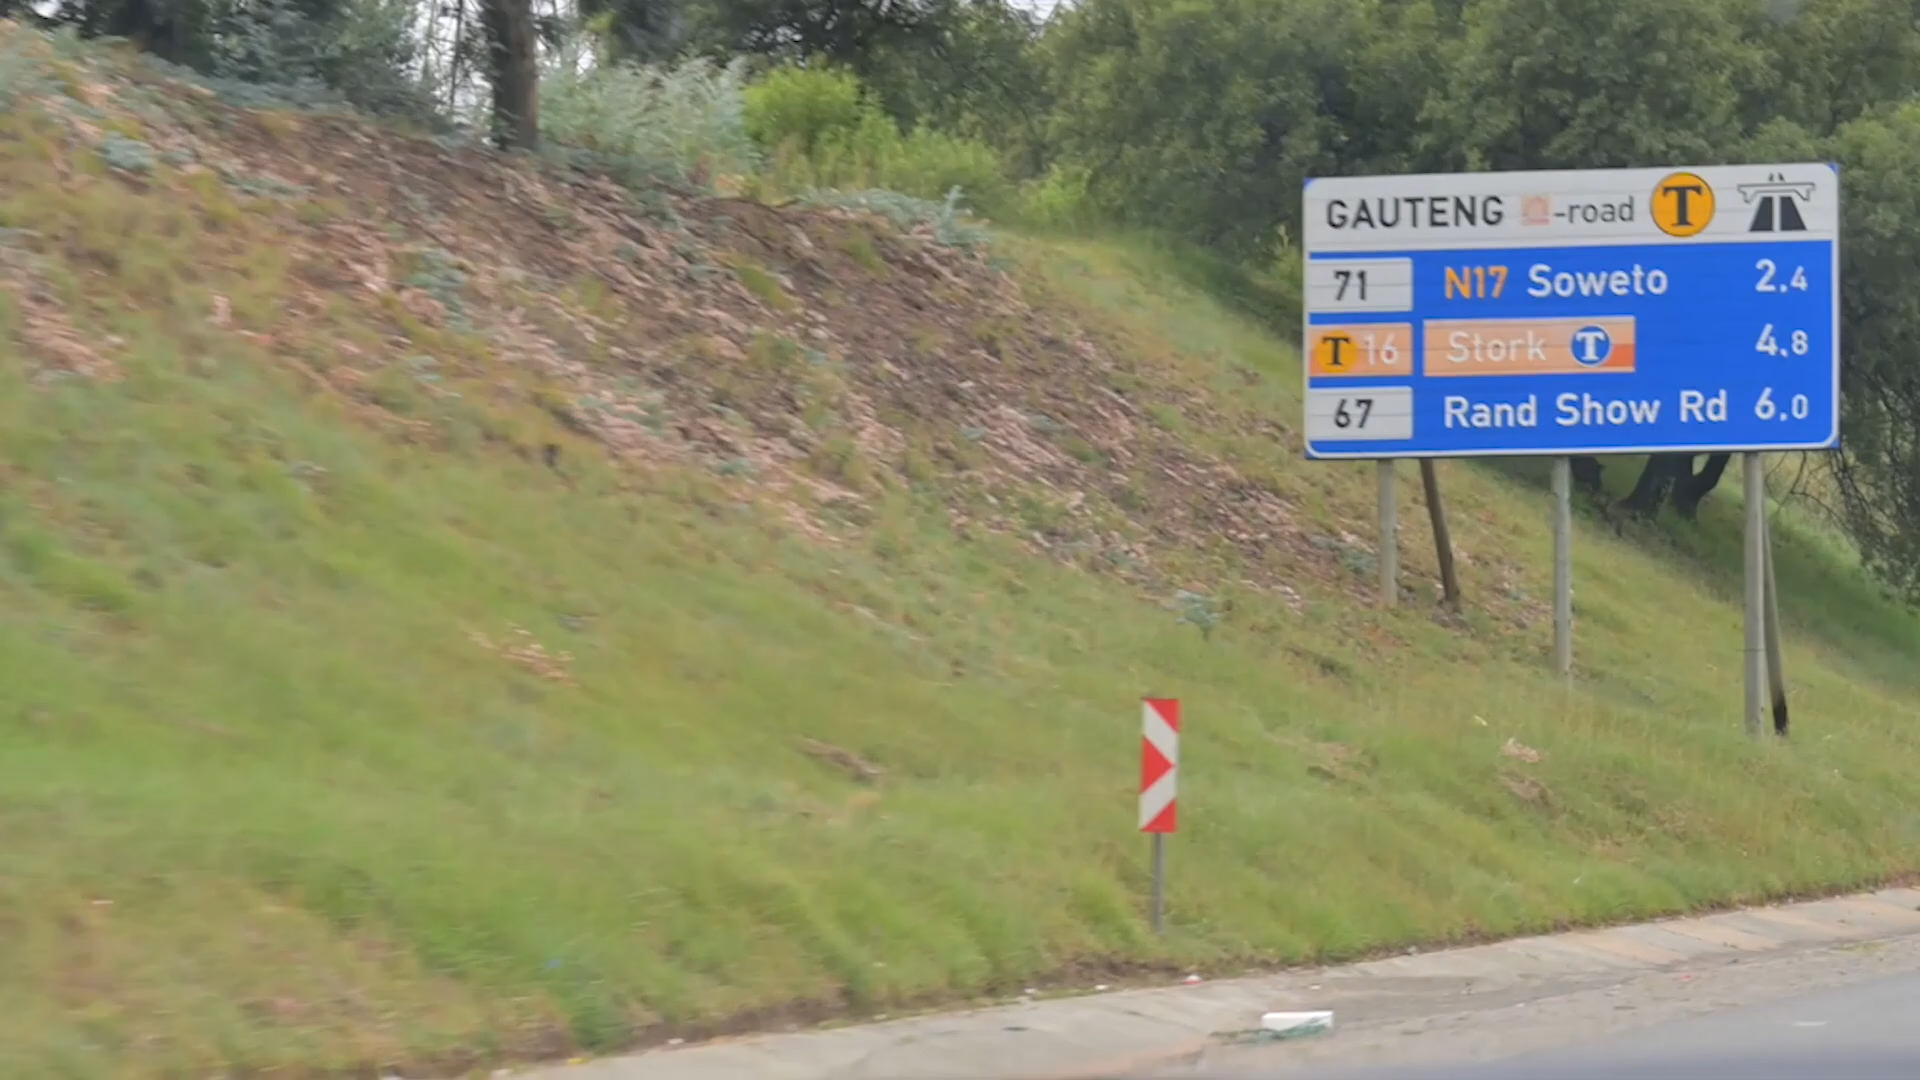 GAUTENG e-road T
71 N17 Soweto 2.4
T 16 Stork T 4.8
67 Rand Show Rd 6.0